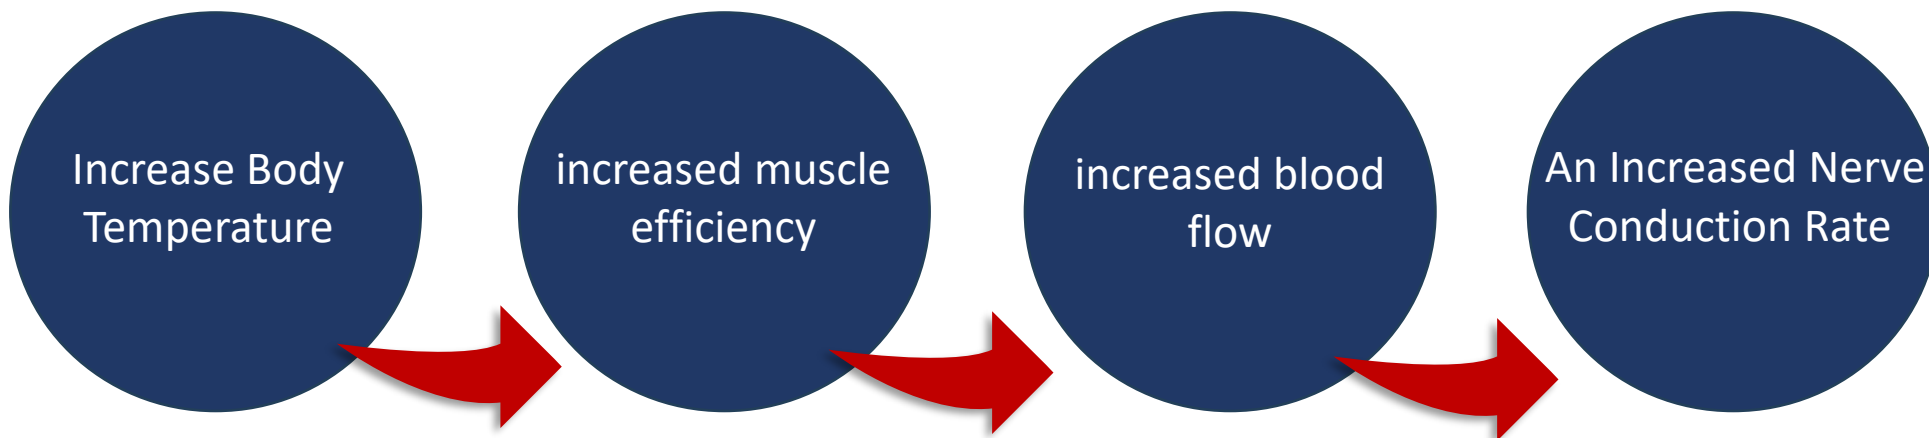 Increase Body
Temperature
increased muscle
efficiency
increased blood
flow
An Increased Nerve
Conduction Rate